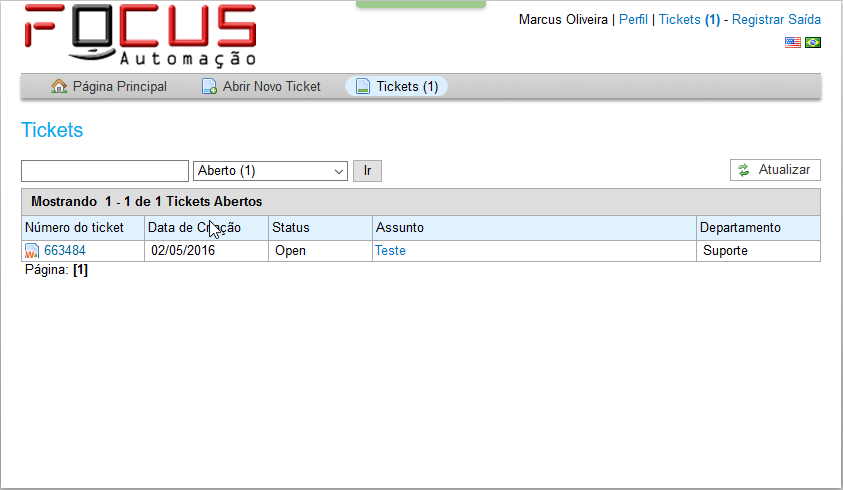 FOCUS
Automação
Marcus Oliveira | Perfil | Tickets (1) - Registrar Saída
Página Principal Abrir Novo Ticket Tickets (1)
Tickets
Aberto (1) Ir Atualizar
Mostrando 1 - 1 de 1 Tickets Abertos
Número do ticket Data de Criação Status Assunto Departamento
663484 02/05/2016 Open Teste Suporte
Página: [1]